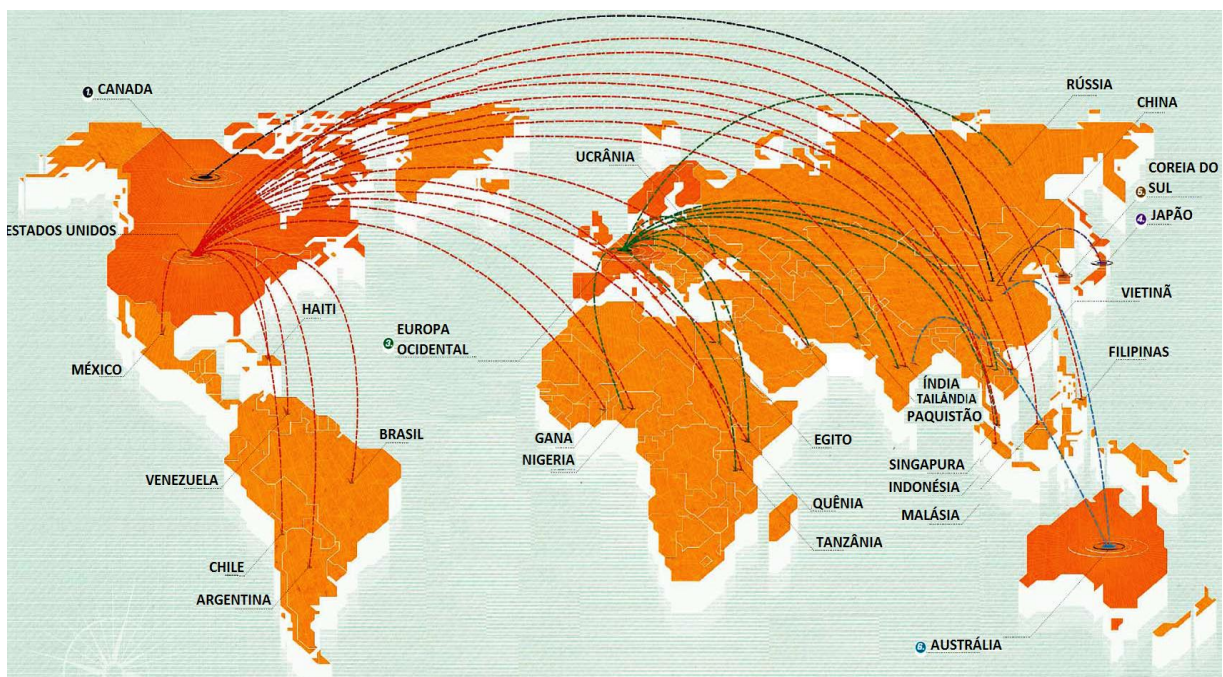 1. CANADA
RÚSSIA
CHINA
UCRÂNIA
COREIA DO
5. SUL
4. JAPÃO
ESTADOS UNIDOS
VIETINÃ
HAITI
3. EUROPA
OCIDENTAL
FILIPINAS
MÉXICO
ÍNDIA
TAILÂNDIA
PAQUISTÃO
BRASIL
GANA
EGITO
NIGERIA
SINGAPURA
VENEZUELA
INDONÉSIA
QUÊNIA
MALÁSIA
TANZÂNIA
CHILE
ARGENTINA
6. AUSTRÁLIA